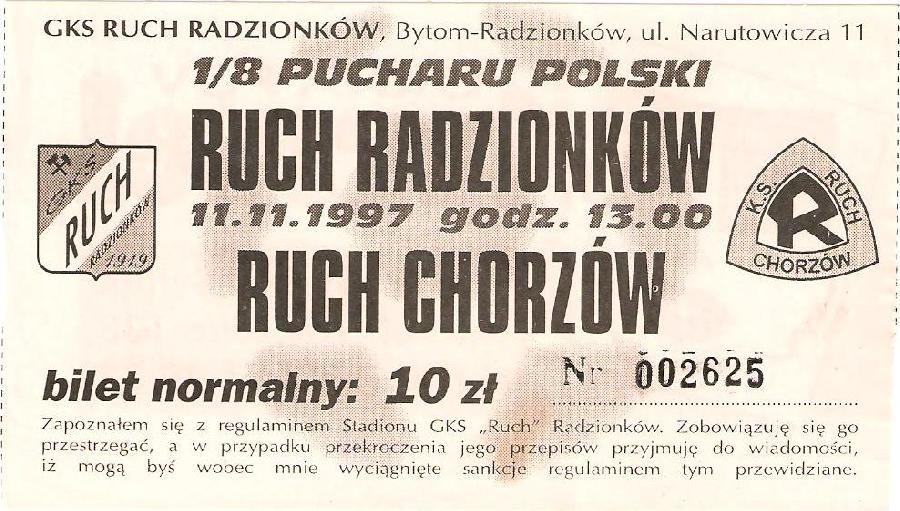 GKS RUCH RADZIONKÓW, Bytom-Radzionków, ul. Narutowicza 11
1/8 PUCHARU POLSKI
RUCH RADZIONKÓW
GKS
RUCH
RADZIONKÓW
1919
11.11.1997 godz. 13.00
K.S. RUCH
R
CHORZÓW
RUCH CHORZÓW
bilet normalny: 10 zł
Nr 002625
Zapoznałem się z regulaminem Stadionu GKS „Ruch" Radzionków. Zobowiązuję się go
przestrzegać, a w przypadku przekroczenia jego przepisów przyjmuję do wiadomości,
iż mogą byś wobec mnie wyciągnięte sankcje regulaminem tym przewidziane.